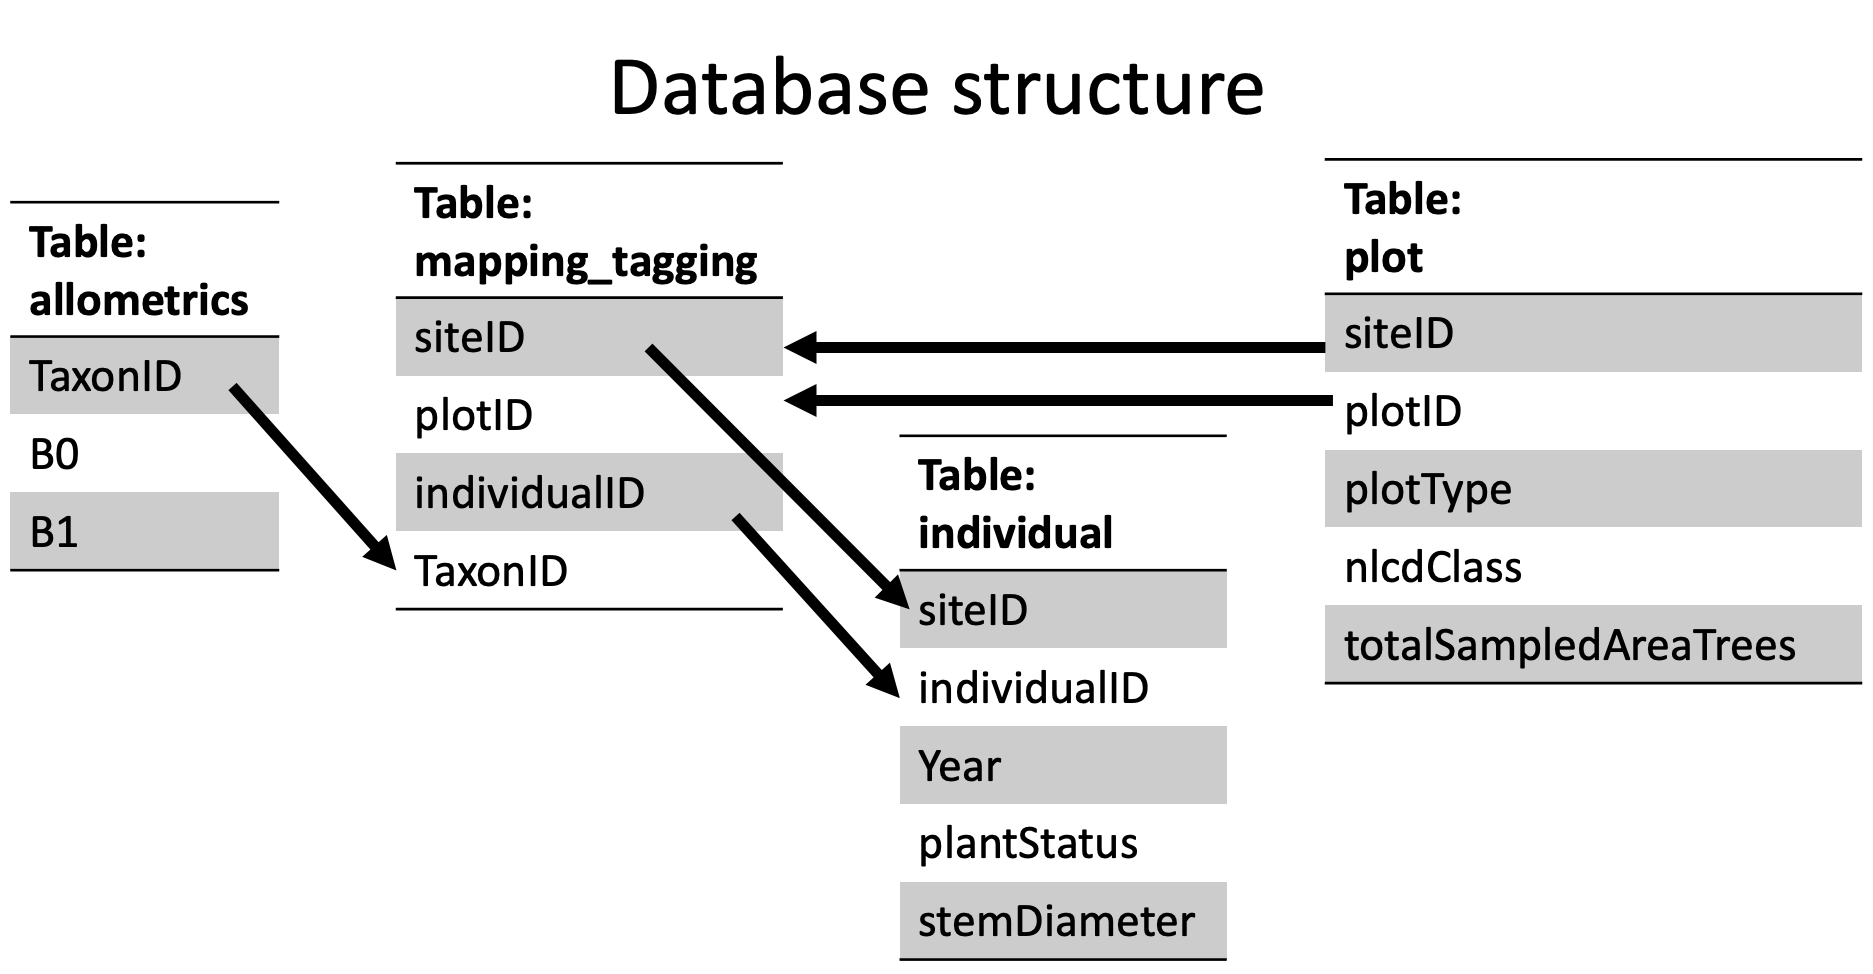 Database structure
Table:
allometrics
TaxonID
B0
B1
Table:
mapping_tagging
siteID
plotID
individualID
TaxonID
Table:
individual
siteID
individualID
Year
plantStatus
stemDiameter
Table:
plot
siteID
plotID
plotType
nlcdClass
totalSampledAreaTrees